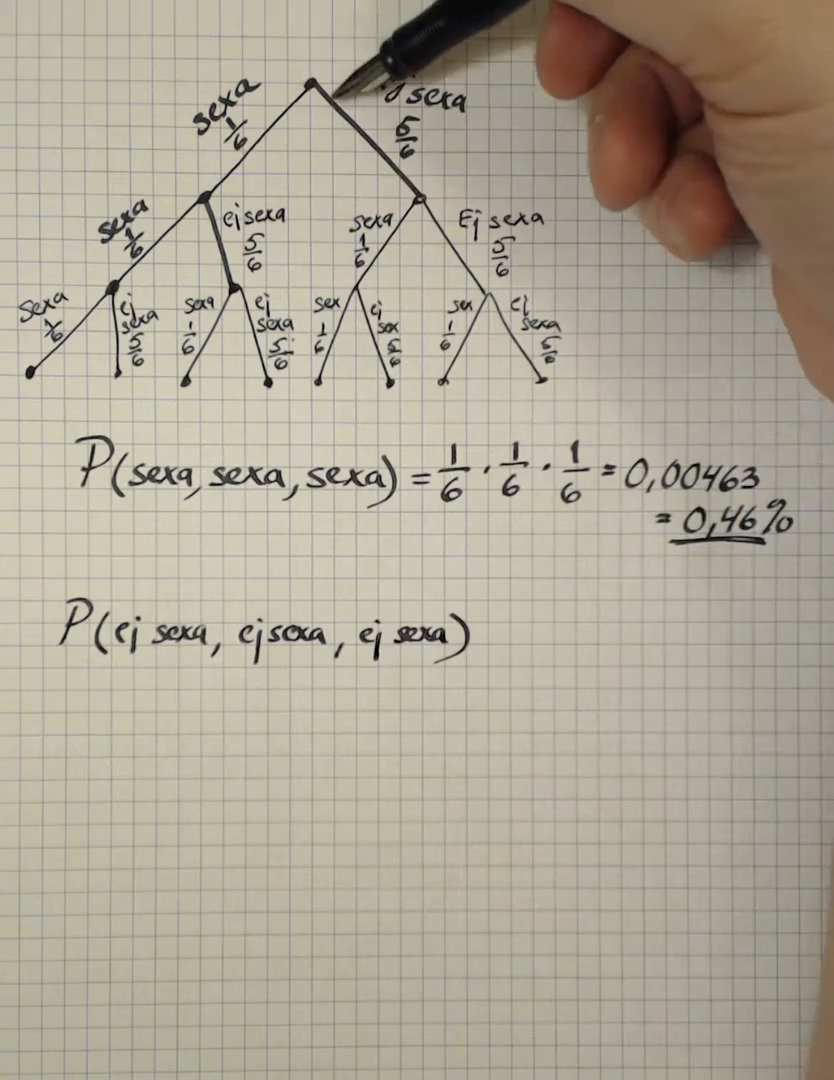 sexa
1/6
ej sexa
5/6
sexa
1/6
ej sexa
5/6
sexa
1/6
Ej sexa
5/6
sexa
1/6
ej
sexa
5/6
sexa
1/6
ej
sexa
5/6
sex
1/6
ej
sex
5/6
sex
1/6
ej
sexa
5/6
P(sexa, sexa, sexa) = 1/6 · 1/6 · 1/6 = 0,00463
= 0,46%
P(ej sexa, ej sexa, ej sexa)